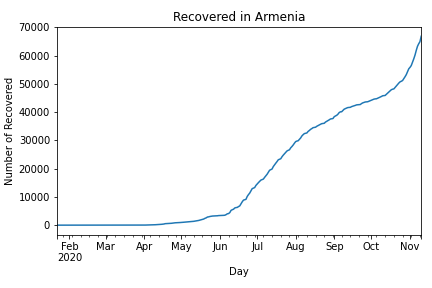 Recovered in Armenia
70000
60000
50000
40000
30000
20000
10000
0
Number of Recovered
Feb Mar Apr May Jun Jul Aug Sep Oct Nov
2020
Day